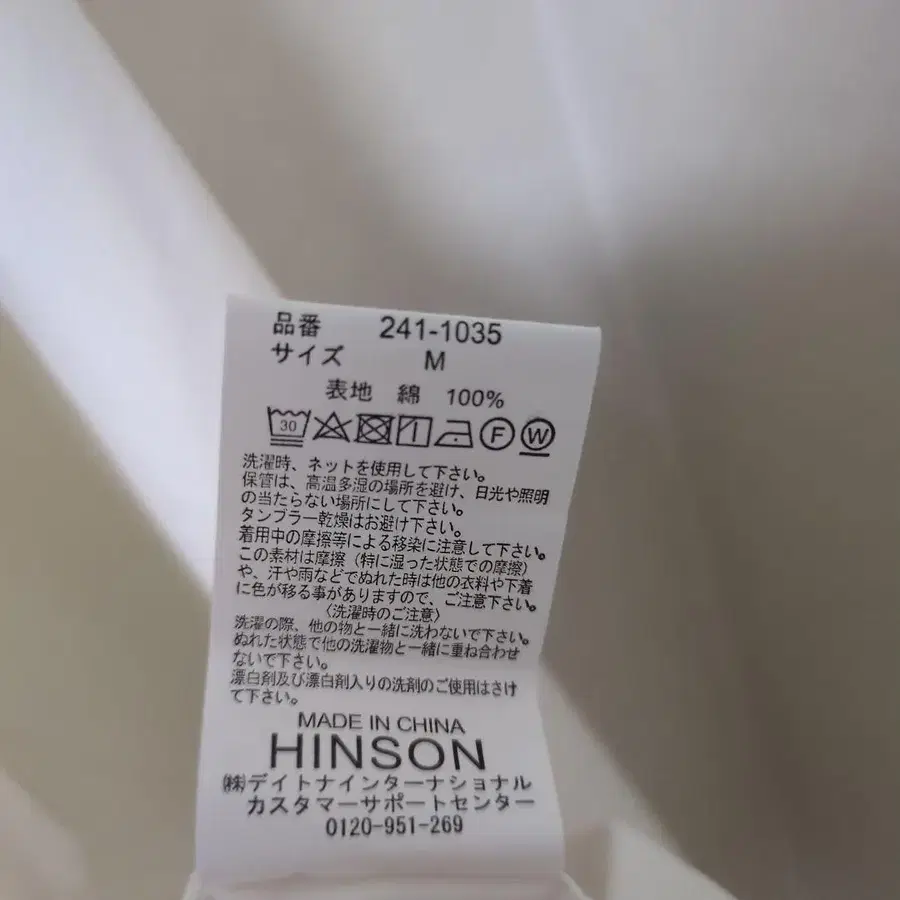 品番 241-1035
サイズ M
表地 綿 100%
30 F W
洗濯時、ネットを使用して下さい。
保管は、高温多湿の場所を避け、日光や照明
の当たらない場所にして下さい。
タンブラー乾燥はお避け下さい。
着用中の摩擦等による移染に注意して下さい。
この素材は摩擦（特に湿った状態での摩擦）
や、汗や雨などでぬれた時は他の衣料や下着
に色が移る事がありますので、ご注意下さい。
〈洗濯時のご注意〉
洗濯の際、他の物と一緒に洗わないで下さい。
ぬれた状態で他の洗濯物と一緒に重ね合わせ
ないで下さい。
漂白剤及び漂白剤入りの洗剤のご使用はさけ
て下さい。
MADE IN CHINA
HINSON
㈱デイトナインターナショナル
カスタマーサポートセンター
0120-951-269